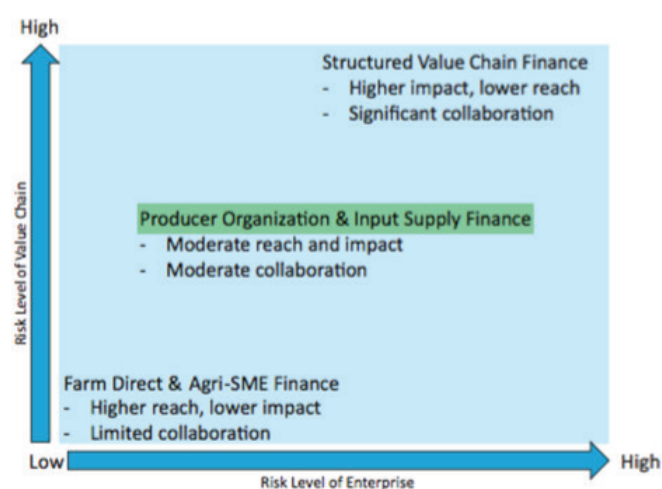 High
Structured Value Chain Finance
- Higher impact, lower reach
- Significant collaboration
Risk Level of Value Chain
Producer Organization & Input Supply Finance
- Moderate reach and impact
- Moderate collaboration
Farm Direct & Agri-SME Finance
- Higher reach, lower impact
- Limited collaboration
Low
High
Risk Level of Enterprise